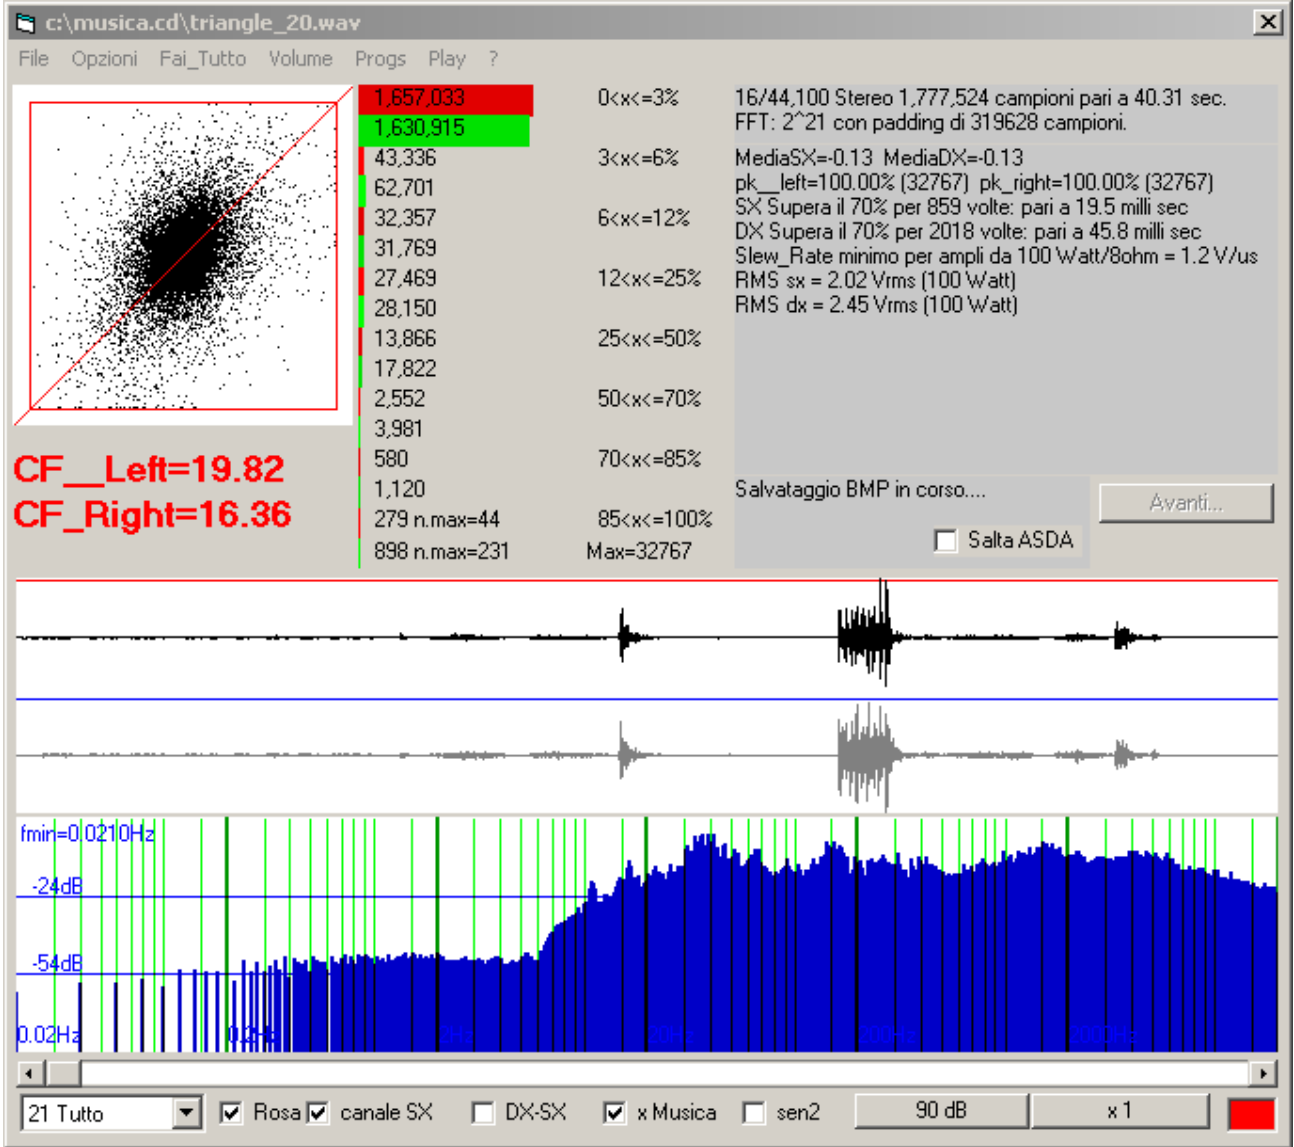 c:\musica.cd\triangle_20.wav
File Opzioni Fai_Tutto Volume Progs Play ?
1,657,033 0<x<=3%
1,630,915
43,336 3<x<=6%
62,701
32,357 6<x<=12%
31,769
27,469 12<x<=25%
28,150
13,866 25<x<=50%
17,822
2,552 50<x<=70%
3,981
580 70<x<=85%
1,120
279 n.max=44 85<x<=100%
898 n.max=231 Max=32767
16/44,100 Stereo 1,777,524 campioni pari a 40.31 sec.
FFT: 2^21 con padding di 319628 campioni.
MediaSX=-0.13 MediaDX=-0.13
pk__left=100.00% (32767) pk_right=100.00% (32767)
SX Supera il 70% per 859 volte: pari a 19.5 milli sec
DX Supera il 70% per 2018 volte: pari a 45.8 milli sec
Slew_Rate minimo per ampli da 100 Watt/8ohm = 1.2 V/us
RMS sx = 2.02 Vrms (100 Watt)
RMS dx = 2.45 Vrms (100 Watt)
CF__Left=19.82
CF_Right=16.36
Salvataggio BMP in corso....
Avanti...
Salta ASDA
fmin=0.0210Hz
-24dB
-54dB
0.02Hz 0.2Hz 2Hz 20Hz 200Hz 2000Hz
21 Tutto Rosa canale SX DX-SX x Musica sen2 90 dB x 1